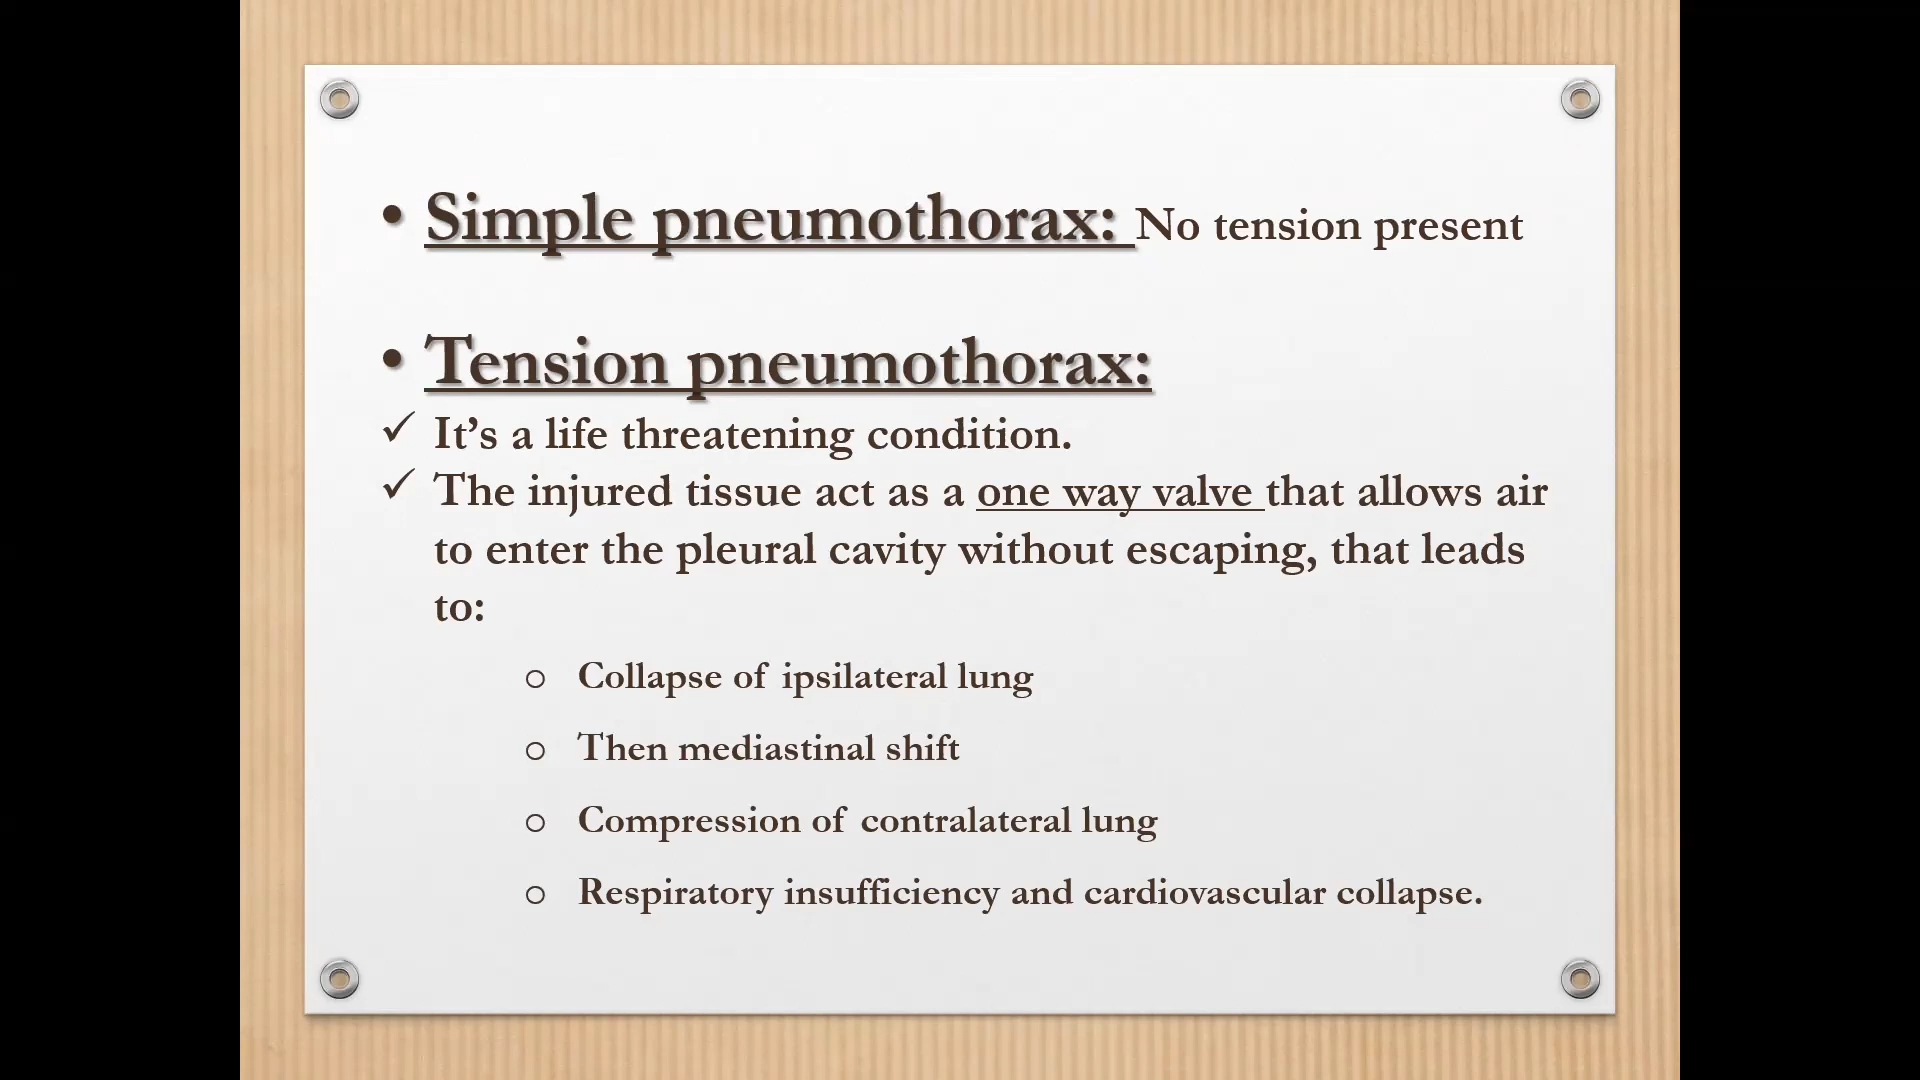 • Simple pneumothorax: No tension present
• Tension pneumothorax:
✓ It’s a life threatening condition.
✓ The injured tissue act as a one way valve that allows air
to enter the pleural cavity without escaping, that leads
to:
o Collapse of ipsilateral lung
o Then mediastinal shift
o Compression of contralateral lung
o Respiratory insufficiency and cardiovascular collapse.